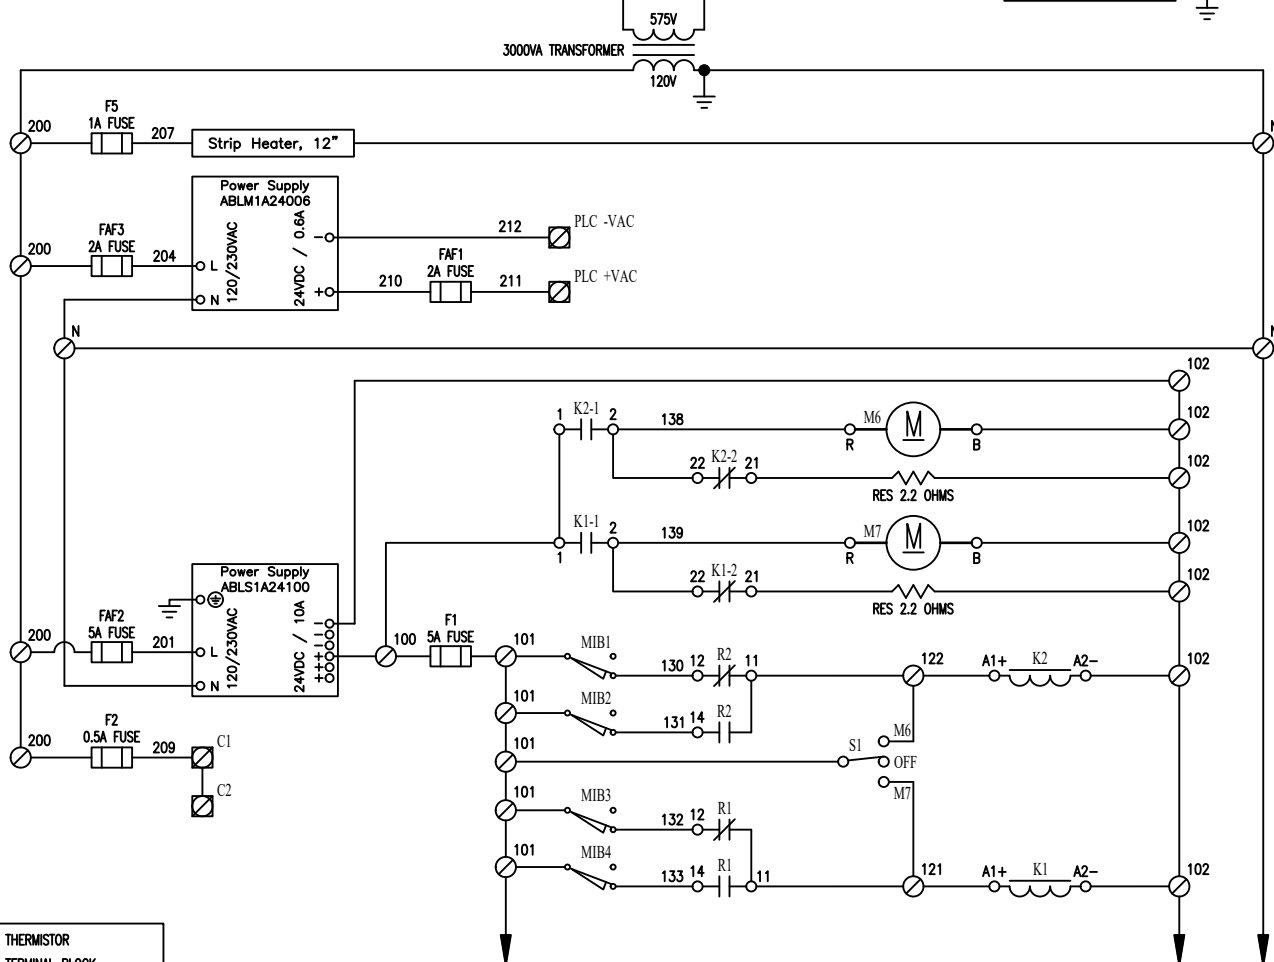 575V
3000VA TRANSFORMER
120V
F5
1A FUSE
200
207
Strip Heater, 12"
Power Supply
ABLM1A24006
120/230VAC
24VDC / 0.6A
L
N
-
+
FAF3
2A FUSE
200
204
212
PLC -VAC
FAF1
2A FUSE
210
211
PLC +VAC
N
102
1
K2-1
2
138
M6
R
M
B
102
22
K2-2
21
RES 2.2 OHMS
102
1
K1-1
2
139
M7
R
M
B
102
22
K1-2
21
RES 2.2 OHMS
102
Power Supply
ABLS1A24100
120/230VAC
24VDC / 10A
L
N
-
-
-
+
+
+
FAF2
5A FUSE
200
201
100
F1
5A FUSE
101
MIB1
130
12
R2
11
122
A1+
K2
A2-
102
101
MIB2
131
14
R2
F2
0.5A FUSE
200
209
C1
C2
101
S1
M6
OFF
M7
101
MIB3
132
12
R1
101
MIB4
133
14
R1
11
121
A1+
K1
A2-
102
THERMISTOR
TERMINAL BLOCK